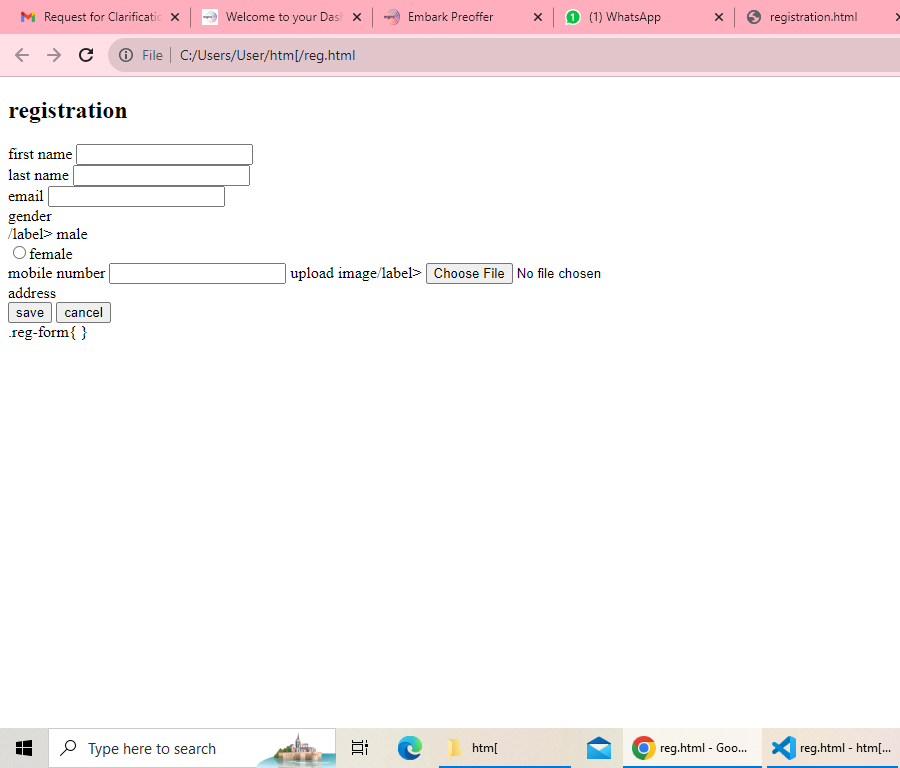 Request for Clarificatic
Welcome to your Dash
Embark Preoffer
(1) WhatsApp
registration.html
File
C:/Users/User/htm[/reg.html
registration
first name
last name
email
gender
/label> male
female
mobile number upload image/label> Choose File No file chosen
address
save cancel
.reg-form{ }
Type here to search
htm[
reg.html - Goo...
reg.html - htm[...